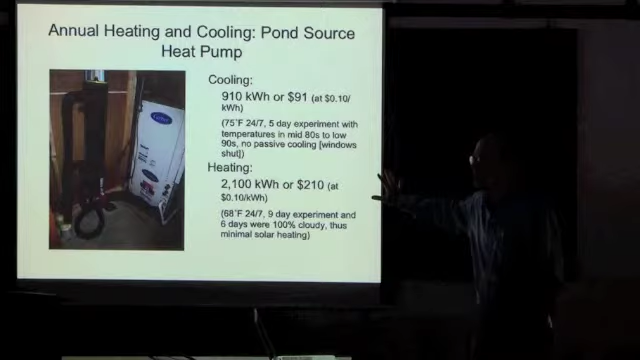 Annual Heating and Cooling: Pond Source
Heat Pump
Cooling:
910 kWh or $91 (at $0.10/
kWh)
(75˚F 24/7, 5 day experiment with
temperatures in mid 80s to low
90s, no passive cooling [windows
shut])
Heating:
2,100 kWh or $210 (at
$0.10/kWh)
(68˚F 24/7, 9 day experiment and
6 days were 100% cloudy, thus
minimal solar heating)